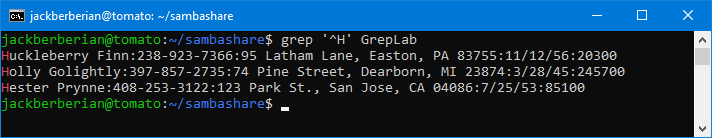 jackberberian@tomato: ~/sambashare
jackberberian@tomato:~/sambashare$ grep '^H' GrepLab
Huckleberry Finn:238-923-7366:95 Latham Lane, Easton, PA 83755:11/12/56:20300
Holly Golightly:397-857-2735:74 Pine Street, Dearborn, MI 23874:3/28/45:245700
Hester Prynne:408-253-3122:123 Park St., San Jose, CA 04086:7/25/53:85100
jackberberian@tomato:~/sambashare$